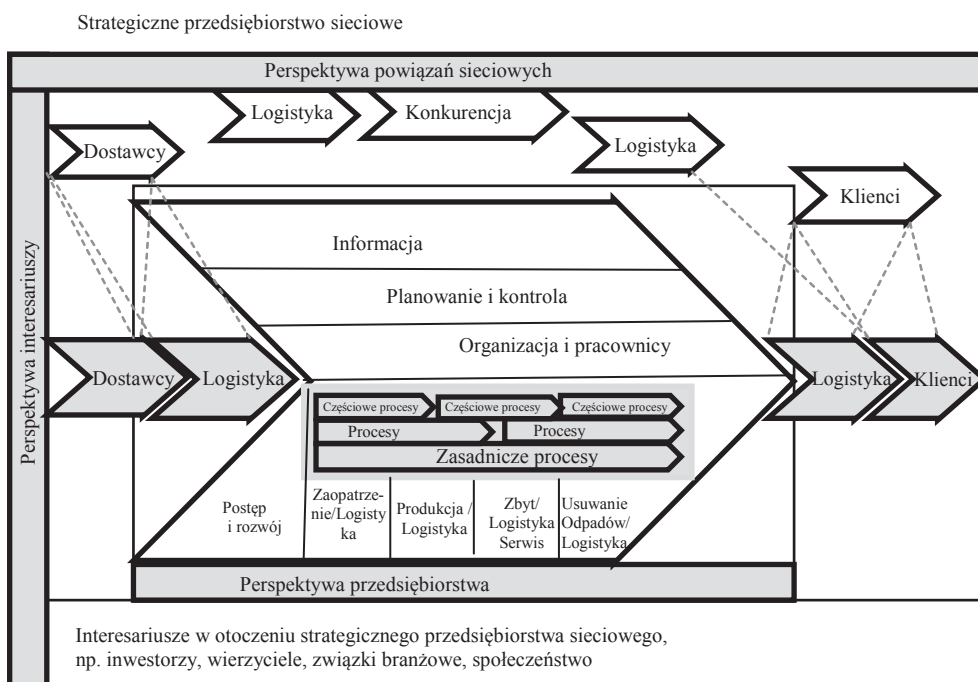 Strategiczne przedsiębiorstwo sieciowe
Perspektywa powiązań sieciowych
Perspektywa interesariuszy
Logistyka
Konkurencja
Dostawcy
Logistyka
Klienci
Informacja
Planowanie i kontrola
Organizacja i pracownicy
Dostawcy
Logistyka
Logistyka
Klienci
Częściowe procesy
Częściowe procesy
Częściowe procesy
Procesy
Procesy
Zasadnicze procesy
Postęp
i rozwój
Zaopatrze-
nie/Logisty
ka
Produkcja /
Logistyka
Zbyt/
Logistyka
Serwis
Usuwanie
Odpadów/
Logistyka
Perspektywa przedsiębiorstwa
Interesariusze w otoczeniu strategicznego przedsiębiorstwa sieciowego,
np. inwestorzy, wierzyciele, związki branżowe, społeczeństwo